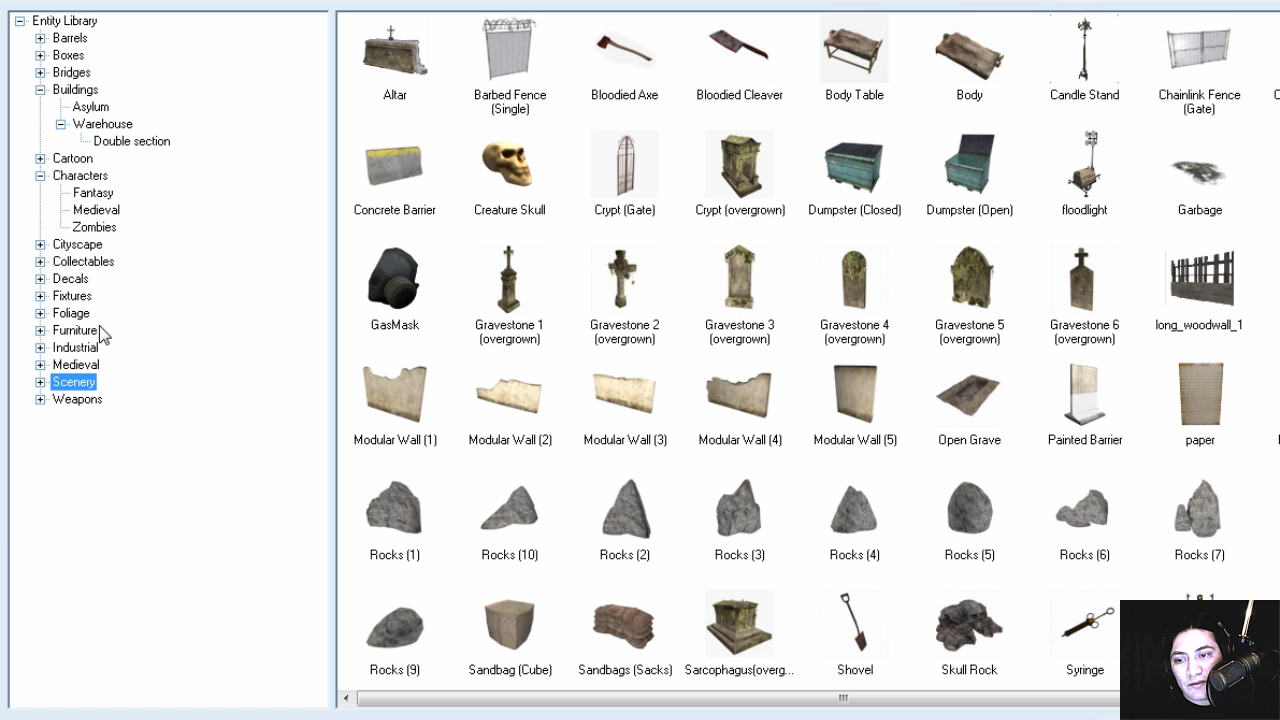 Entity Library
Barrels
Boxes
Bridges
Buildings
Asylum
Warehouse
Double section
Cartoon
Characters
Fantasy
Medieval
Zombies
Cityscape
Collectables
Decals
Fixtures
Foliage
Furniture
Industrial
Medieval
Scenery
Weapons
Altar
Barbed Fence
(Single)
Bloodied Axe
Bloodied Cleaver
Body Table
Body
Candle Stand
Chainlink Fence
(Gate)
Concrete Barrier
Creature Skull
Crypt (Gate)
Crypt (overgrown)
Dumpster (Closed)
Dumpster (Open)
floodlight
Garbage
GasMask
Gravestone 1
(overgrown)
Gravestone 2
(overgrown)
Gravestone 3
(overgrown)
Gravestone 4
(overgrown)
Gravestone 5
(overgrown)
Gravestone 6
(overgrown)
long_woodwall_1
Modular Wall (1)
Modular Wall (2)
Modular Wall (3)
Modular Wall (4)
Modular Wall (5)
Open Grave
Painted Barrier
paper
Rocks (1)
Rocks (10)
Rocks (2)
Rocks (3)
Rocks (4)
Rocks (5)
Rocks (6)
Rocks (7)
Rocks (9)
Sandbag (Cube)
Sandbags (Sacks)
Sarcophagus(overg...
Shovel
Skull Rock
Syringe